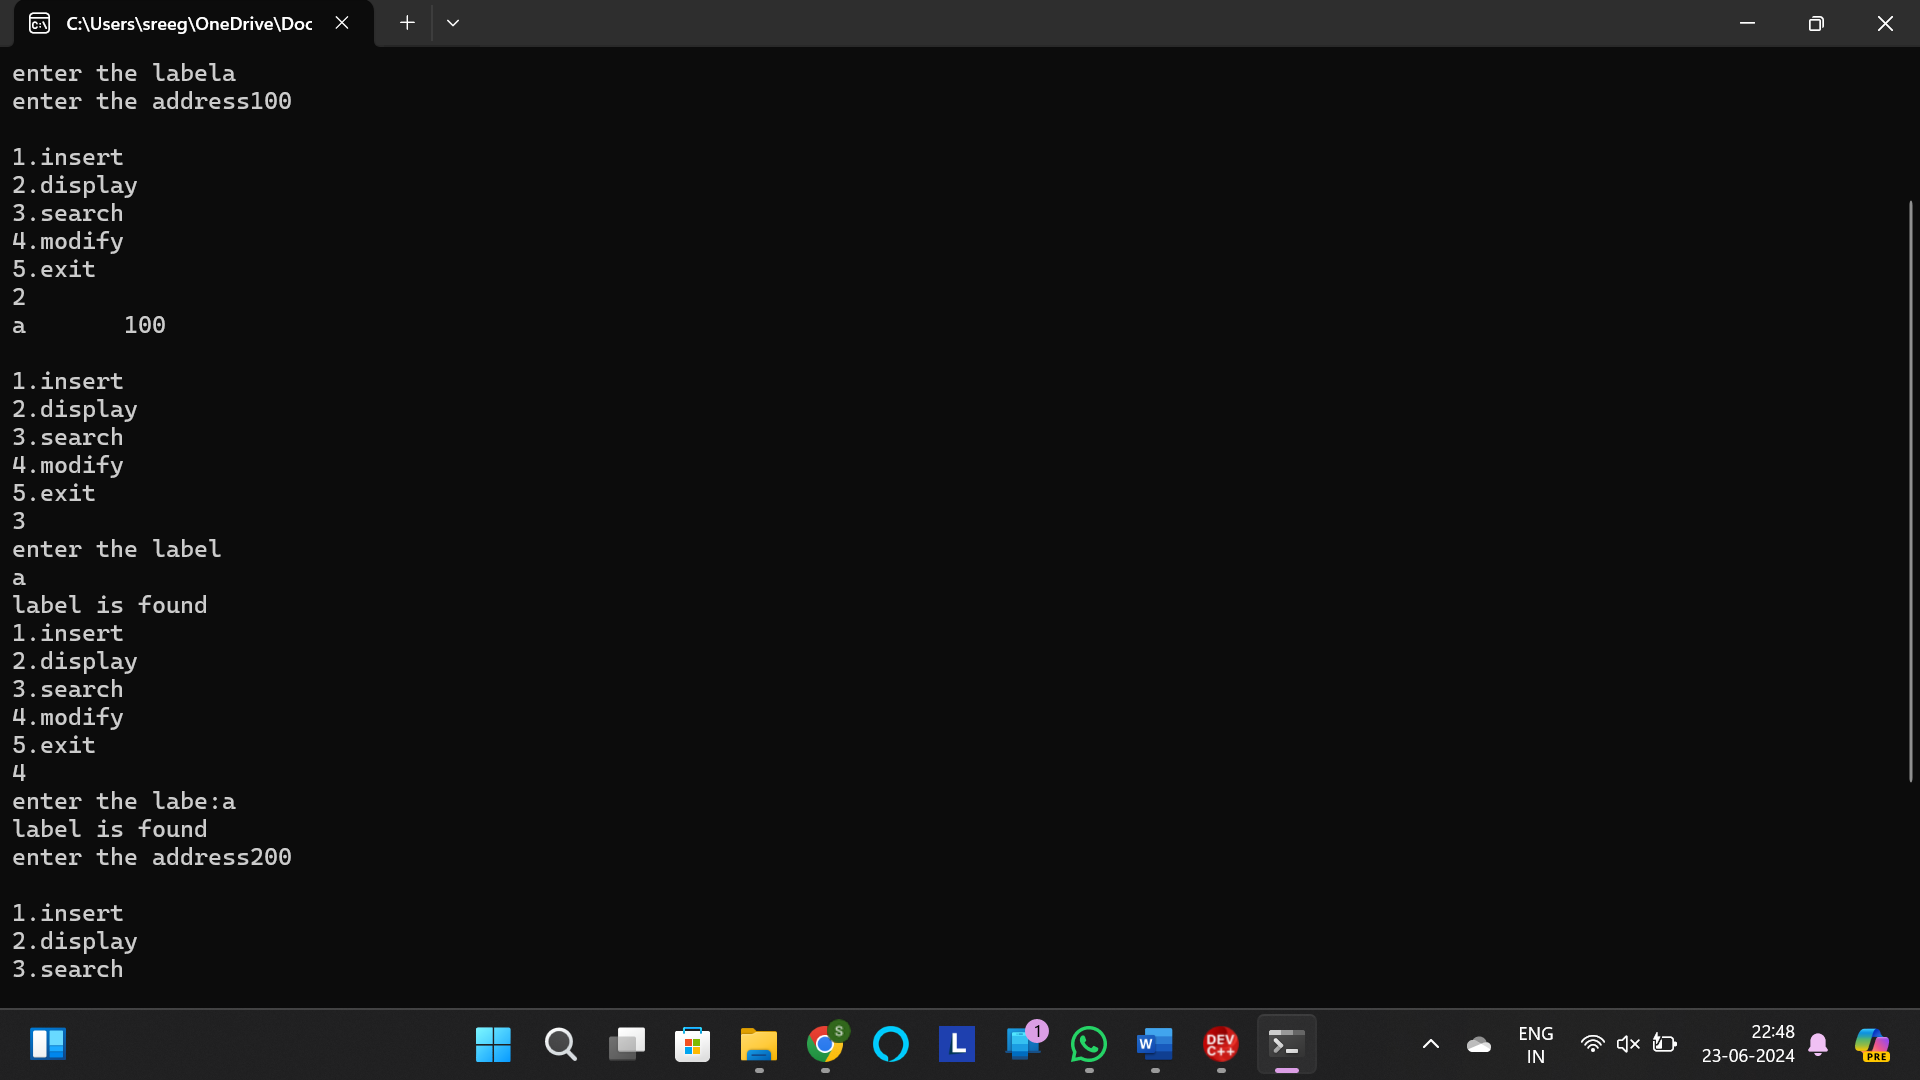 C:\Users\sreeg\OneDrive\Doc
enter the labela
enter the address100
1.insert
2.display
3.search
4.modify
5.exit
2
a 100
1.insert
2.display
3.search
4.modify
5.exit
3
enter the label
a
label is found
1.insert
2.display
3.search
4.modify
5.exit
4
enter the labe:a
label is found
enter the address200
1.insert
2.display
3.search
S
L
1
W
DEV
C++
ENG
IN
22:48
23-06-2024
PRE